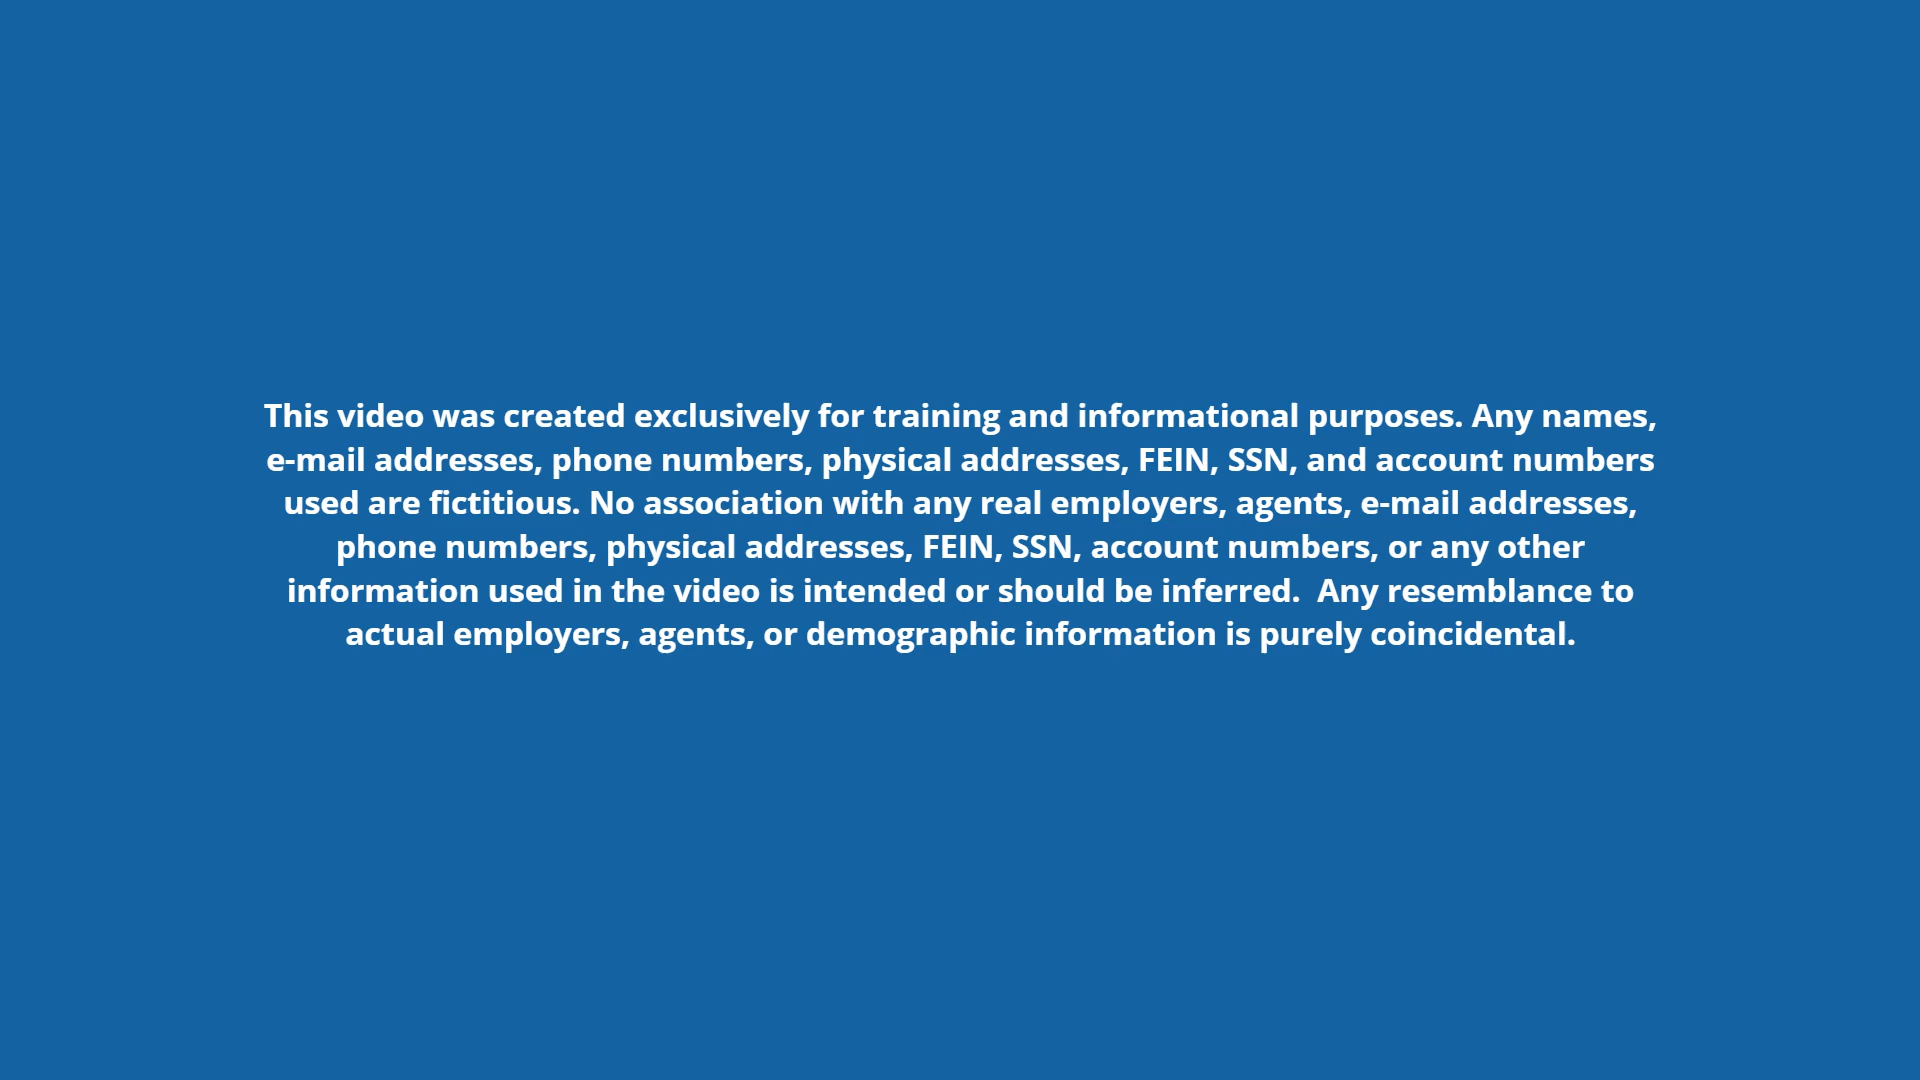 This video was created exclusively for training and informational purposes. Any names,
e-mail addresses, phone numbers, physical addresses, FEIN, SSN, and account numbers
used are fictitious. No association with any real employers, agents, e-mail addresses,
phone numbers, physical addresses, FEIN, SSN, account numbers, or any other
information used in the video is intended or should be inferred.  Any resemblance to
actual employers, agents, or demographic information is purely coincidental.